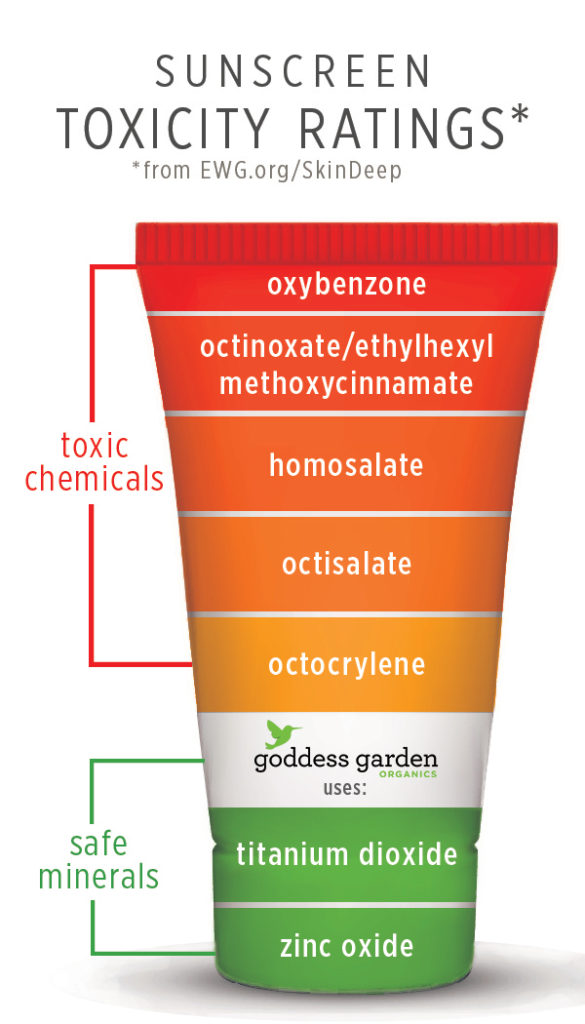 SUNSCREEN
TOXICITY RATINGS*
*from EWG.org/SkinDeep
oxybenzone
octinoxate/ethylhexyl
methoxycinnamate
toxic
chemicals
homosalate
octisalate
octocrylene
goddess garden
ORGANICS
uses:
safe
minerals
titanium dioxide
zinc oxide